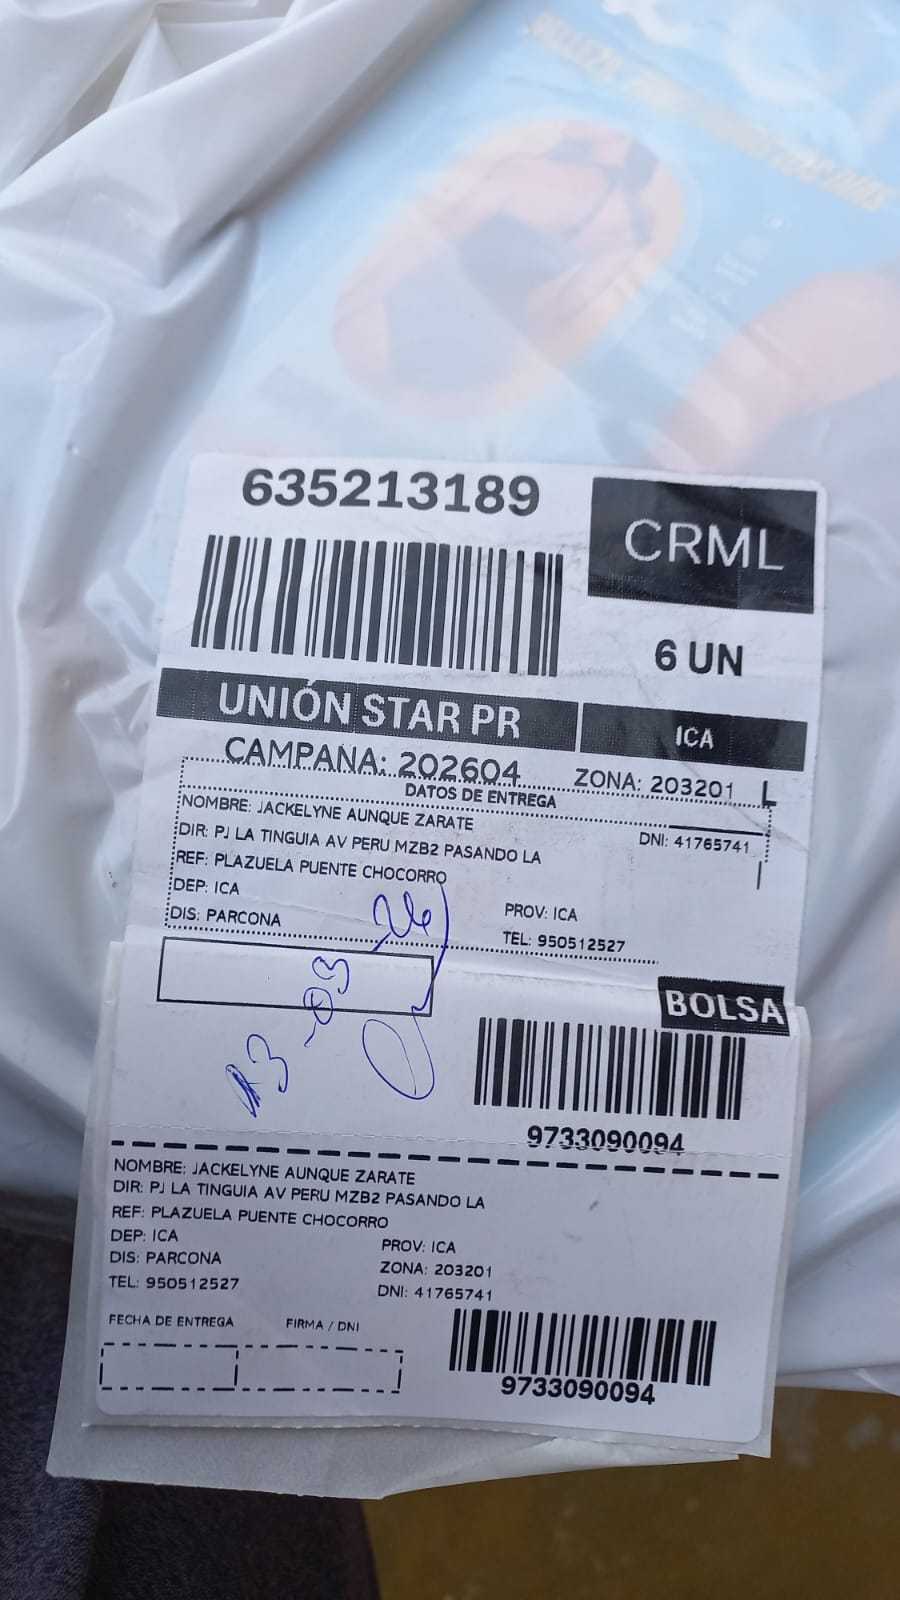 635213189
CRML
6 UN
UNIÓN STAR PR
ICA
CAMPAÑA: 202604
ZONA: 203201 L
DATOS DE ENTREGA
NOMBRE: JACKELYNE AUNQUE ZARATE
DNI: 41765741
DIR: PJ LA TINGUIA AV PERU MZB2 PASANDO LA
REF: PLAZUELA PUENTE CHOCORRO
DEP: ICA
PROV: ICA
DIS: PARCONA
TEL: 950512527
13-03-26
BOLSA
9733090094
NOMBRE: JACKELYNE AUNQUE ZARATE
DIR: PJ LA TINGUIA AV PERU MZB2 PASANDO LA
REF: PLAZUELA PUENTE CHOCORRO
DEP: ICA
PROV: ICA
DIS: PARCONA
ZONA: 203201
TEL: 950512527
DNI: 41765741
FECHA DE ENTREGA
FIRMA / DNI
9733090094